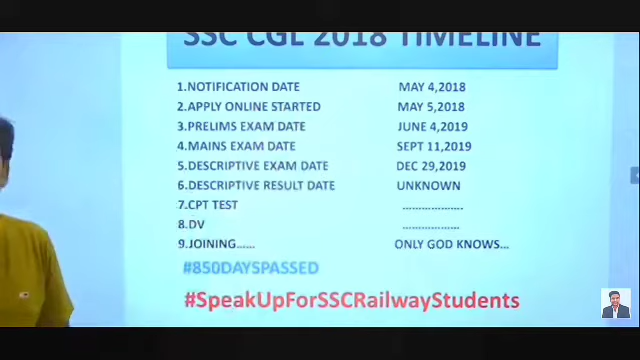 SSC CGL 2018 TIMELINE
1.NOTIFICATION DATE MAY 4,2018
2.APPLY ONLINE STARTED MAY 5,2018
3.PRELIMS EXAM DATE JUNE 4,2019
4.MAINS EXAM DATE SEPT 11,2019
5.DESCRIPTIVE EXAM DATE DEC 29,2019
6.DESCRIPTIVE RESULT DATE UNKNOWN
7.CPT TEST ...................
8.DV ..................
9.JOINING...... ONLY GOD KNOWS...
#850DAYSPASSED
#SpeakUpForSSCRailwayStudents